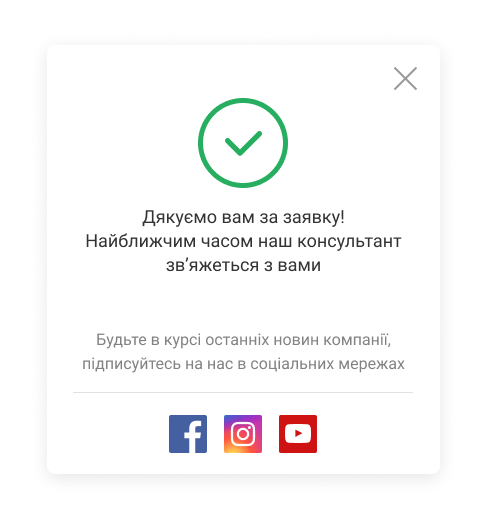 Дякуємо вам за заявку!
Найближчим часом наш консультант
зв’яжеться з вами
Будьте в курсі останніх новин компанії,
підписуйтесь на нас в соціальних мережах